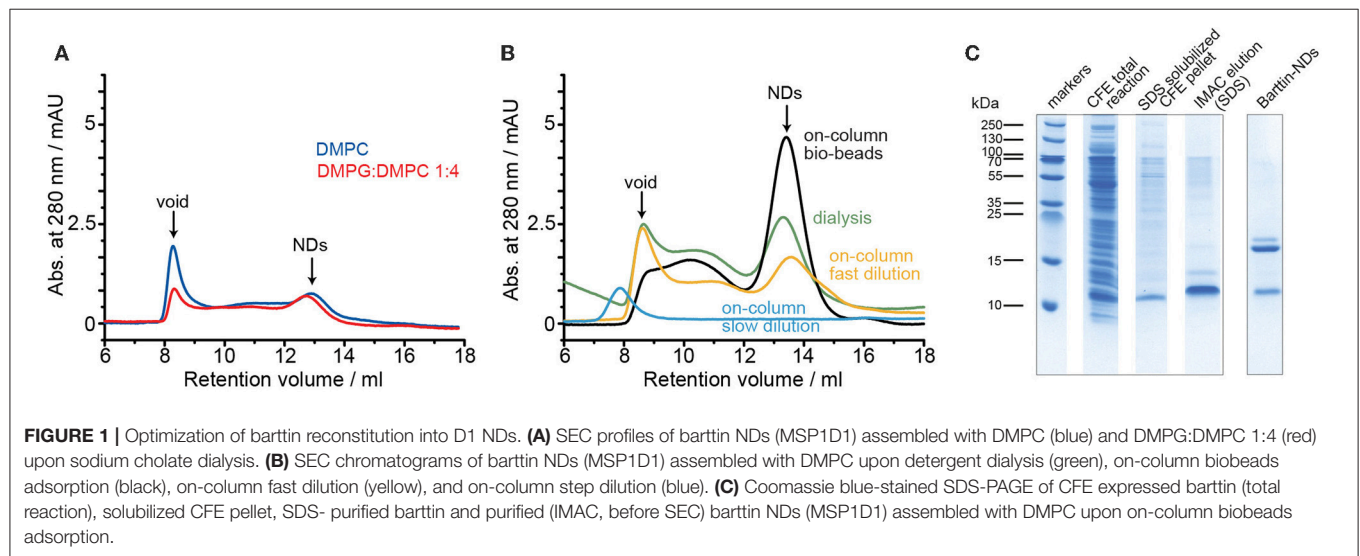 A
Abs. at 280 nm / mAU
5
2.5
0
DMPC
DMPG:DMPC 1:4
void
NDs
6 8 10 12 14 16 18
Retention volume / ml
B
Abs. at 280 nm / mAU
5
2.5
0
void
NDs
on-column
bio-beads
dialysis
on-column
fast dilution
on-column
slow dilution
6 8 10 12 14 16 18
Retention volume / ml
C
kDa
markers
CFE total
reaction
SDS solubilized
CFE pellet
IMAC elution
(SDS)
Barttin-NDs
250
130
100
70
55
35
25
15
10
FIGURE 1 | Optimization of barttin reconstitution into D1 NDs. (A) SEC profiles of barttin NDs (MSP1D1) assembled with DMPC (blue) and DMPG:DMPC 1:4 (red)
upon sodium cholate dialysis. (B) SEC chromatograms of barttin NDs (MSP1D1) assembled with DMPC upon detergent dialysis (green), on-column biobeads
adsorption (black), on-column fast dilution (yellow), and on-column step dilution (blue). (C) Coomassie blue-stained SDS-PAGE of CFE expressed barttin (total
reaction), solubilized CFE pellet, SDS- purified barttin and purified (IMAC, before SEC) barttin NDs (MSP1D1) assembled with DMPC upon on-column biobeads
adsorption.